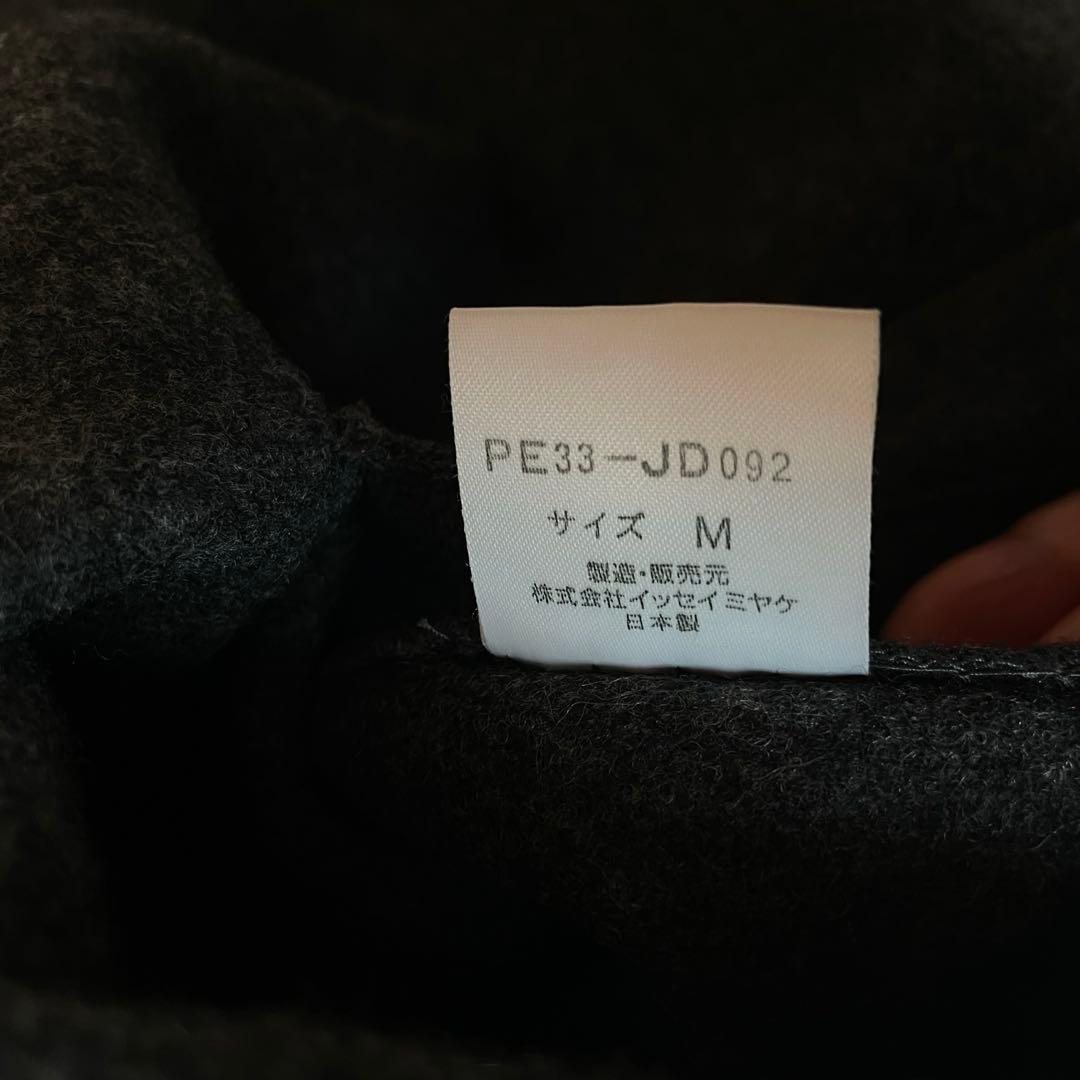 PE33-JD092
サイズ M
製造・販売元
株式会社イッセイミヤケ
日本製